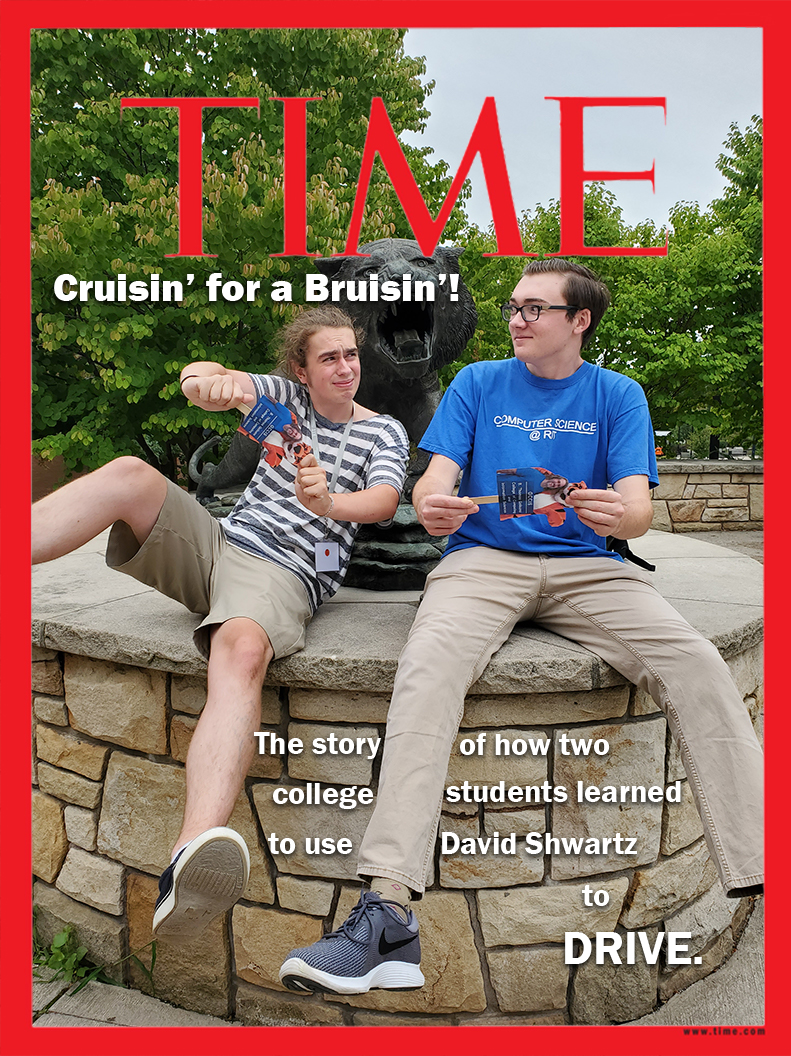 TIME
Cruisin' for a Bruisin'!
COMPUTER SCIENCE
@ RIT
The story of how two
college students learned
to use David Shwartz
to
DRIVE.
www.time.com